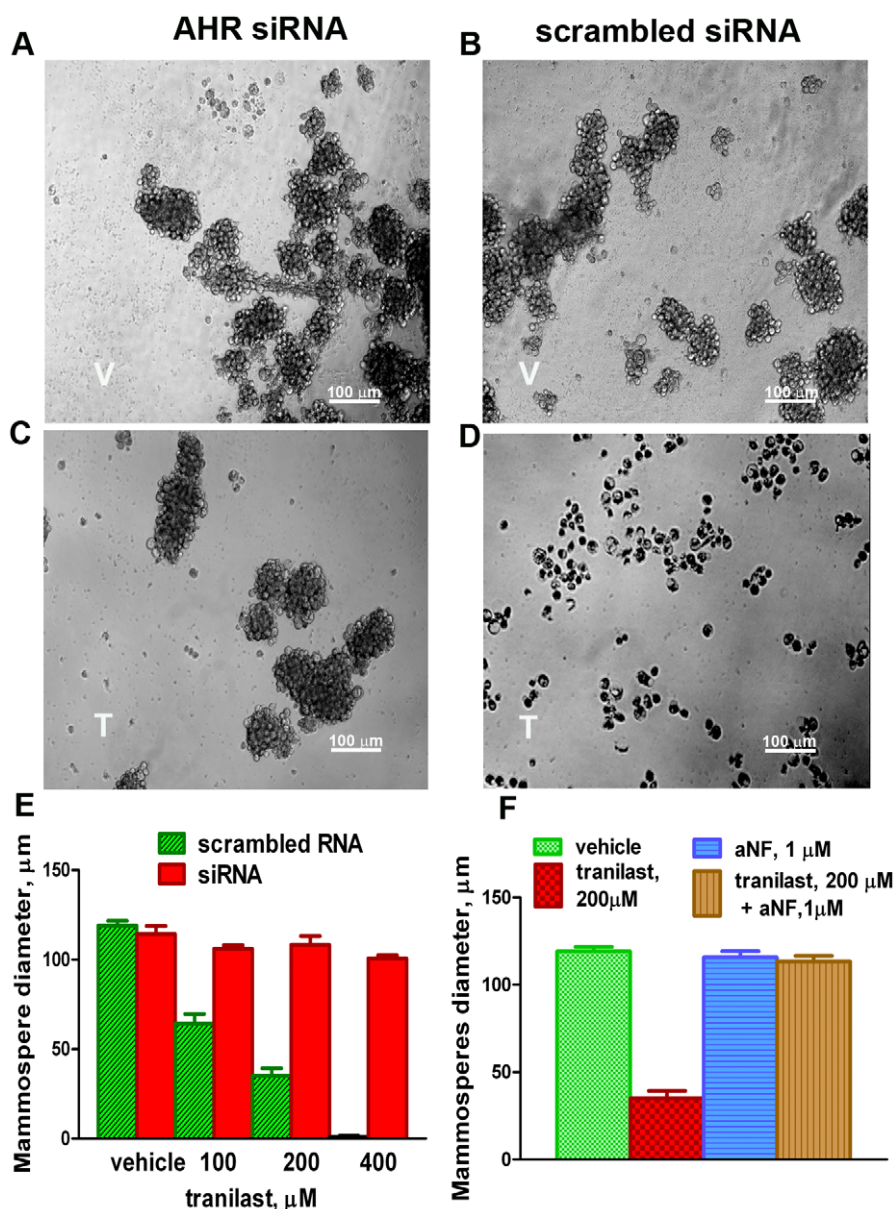 AHR siRNA
scrambled siRNA
A
B
V
100 μm
V
100 μm
C
D
T
100 μm
T
100 μm
E
scrambled RNA
siRNA
Mammospere diameter, μm
150
100
50
0
vehicle 100 200 400
tranilast, μM
F
vehicle
tranilast,
200μM
aNF, 1 μM
tranilast, 200 μM
+ aNF,1μM
Mammospheres diameter, μm
150
100
50
0